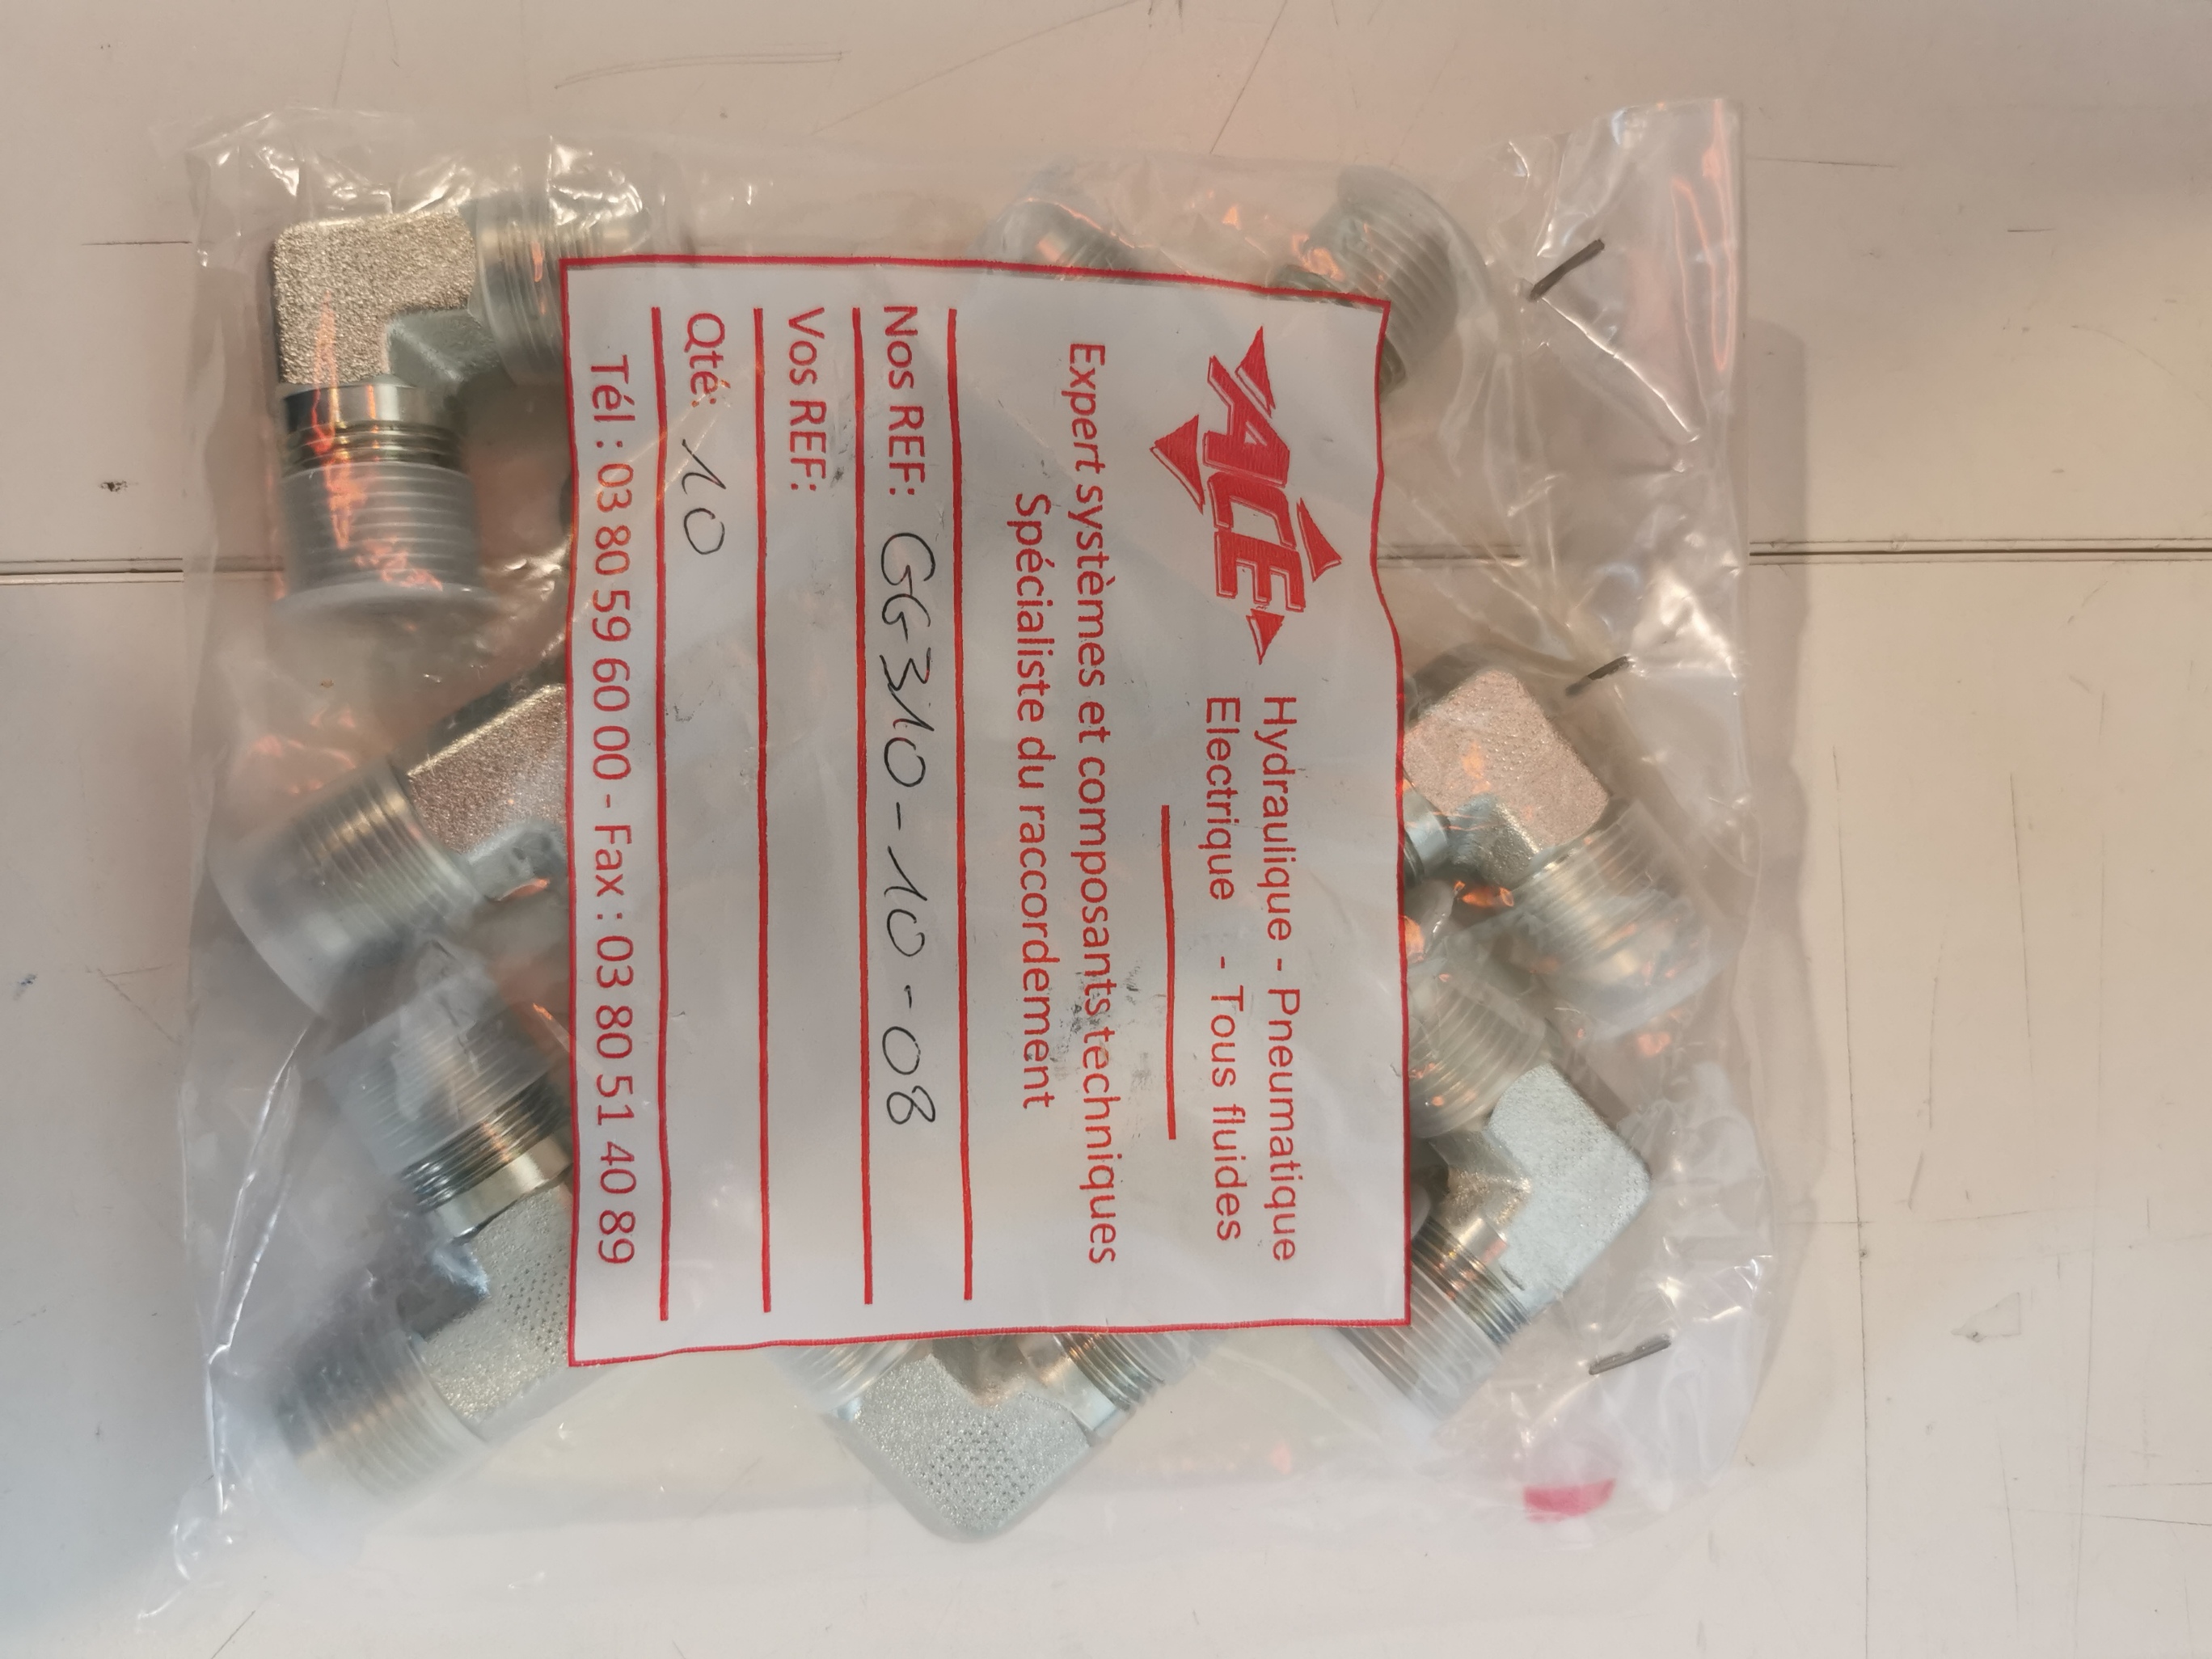 ACE
Hydraulique - Pneumatique
Electrique - Tous fluides
Expert systèmes et composants techniques
Spécialiste du raccordement
Nos REF: GG310-10-08
Vos REF:
Qté: 10
Tél : 03 80 59 60 00 - Fax : 03 80 51 40 89